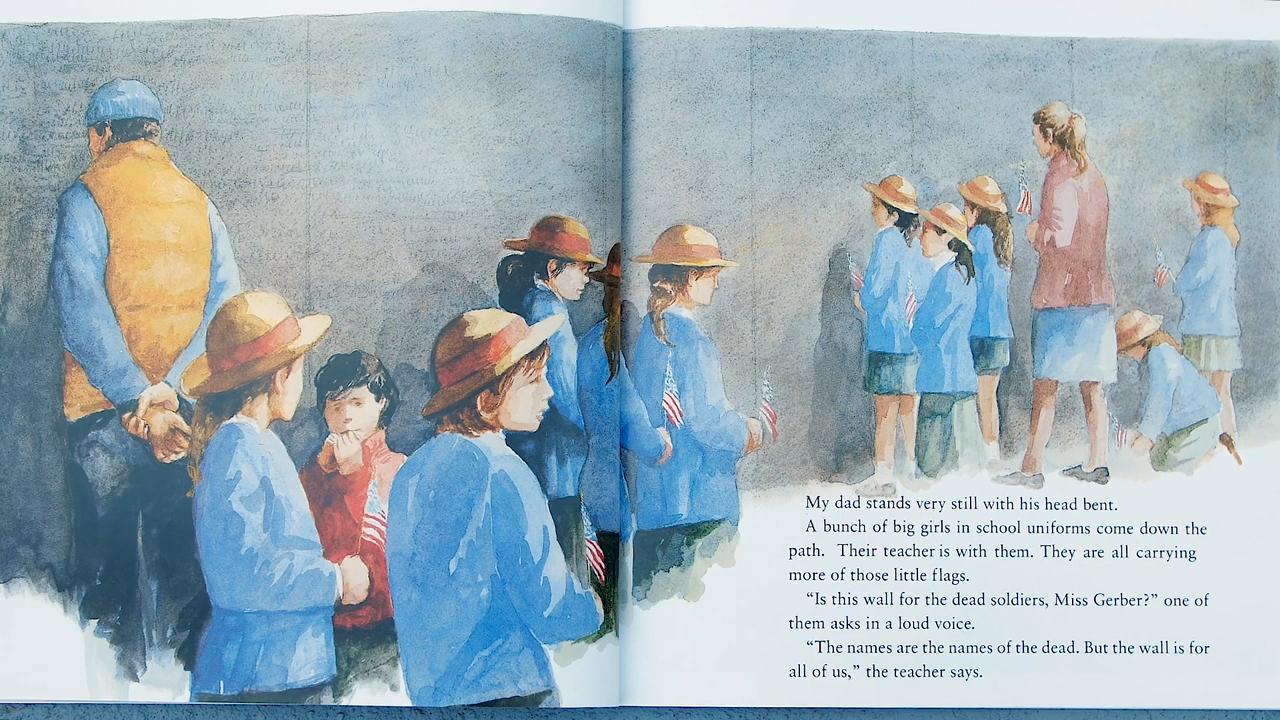 My dad stands very still with his head bent.
A bunch of big girls in school uniforms come down the
path. Their teacher is with them. They are all carrying
more of those little flags.
“Is this wall for the dead soldiers, Miss Gerber?” one of
them asks in a loud voice.
“The names are the names of the dead. But the wall is for
all of us,” the teacher says.